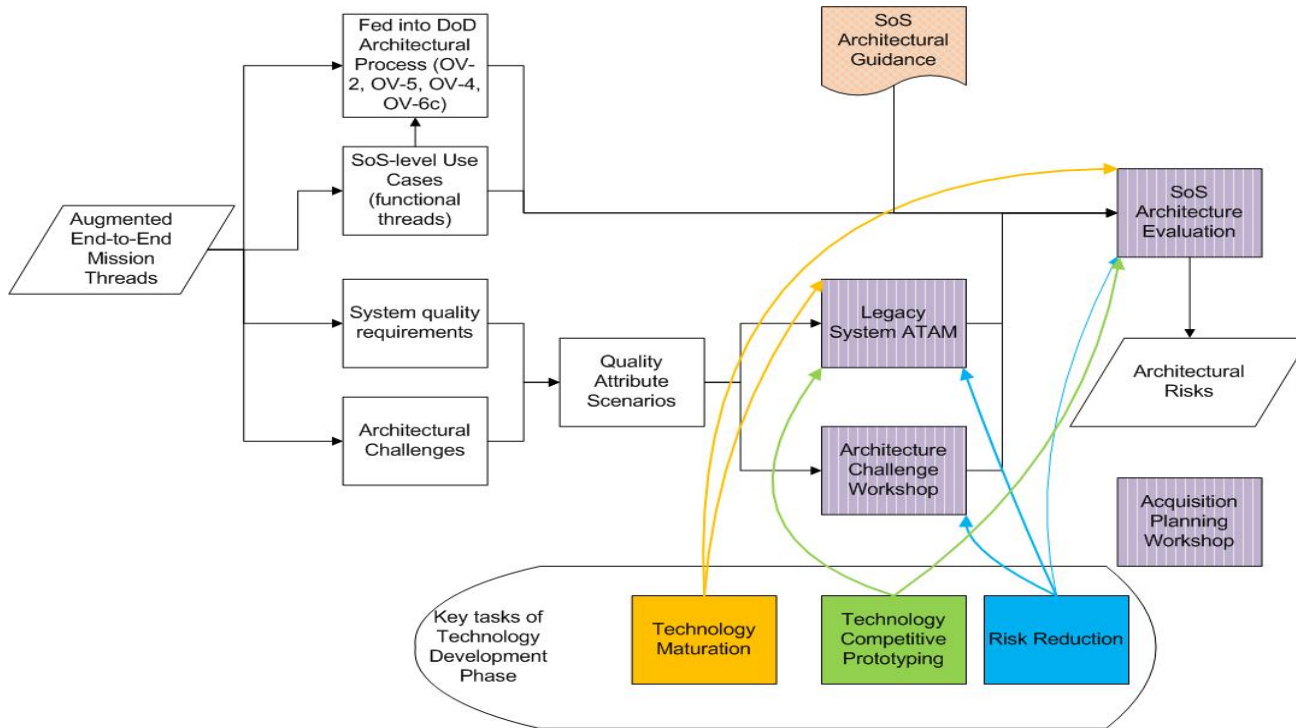 Fed into DoD
Architectural
Process (OV-
2, OV-5, OV-4,
OV-6c)
SoS
Architectural
Guidance
SoS-level Use
Cases
(functional
threads)
SoS
Architecture
Evaluation
Augmented
End-to-End
Mission
Threads
System quality
requirements
Legacy
System ATAM
Quality
Attribute
Scenarios
Architectural
Risks
Architectural
Challenges
Architecture
Challenge
Workshop
Acquisition
Planning
Workshop
Key tasks of
Technology
Development
Phase
Technology
Maturation
Technology
Competitive
Prototyping
Risk Reduction